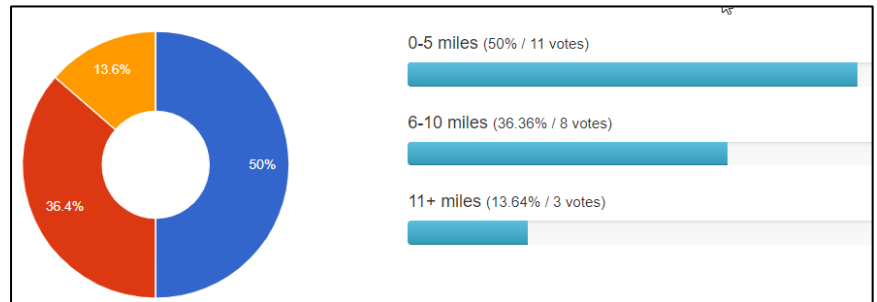 13.6%
50%
36.4%
0-5 miles (50% / 11 votes)
6-10 miles (36.36% / 8 votes)
11+ miles (13.64% / 3 votes)